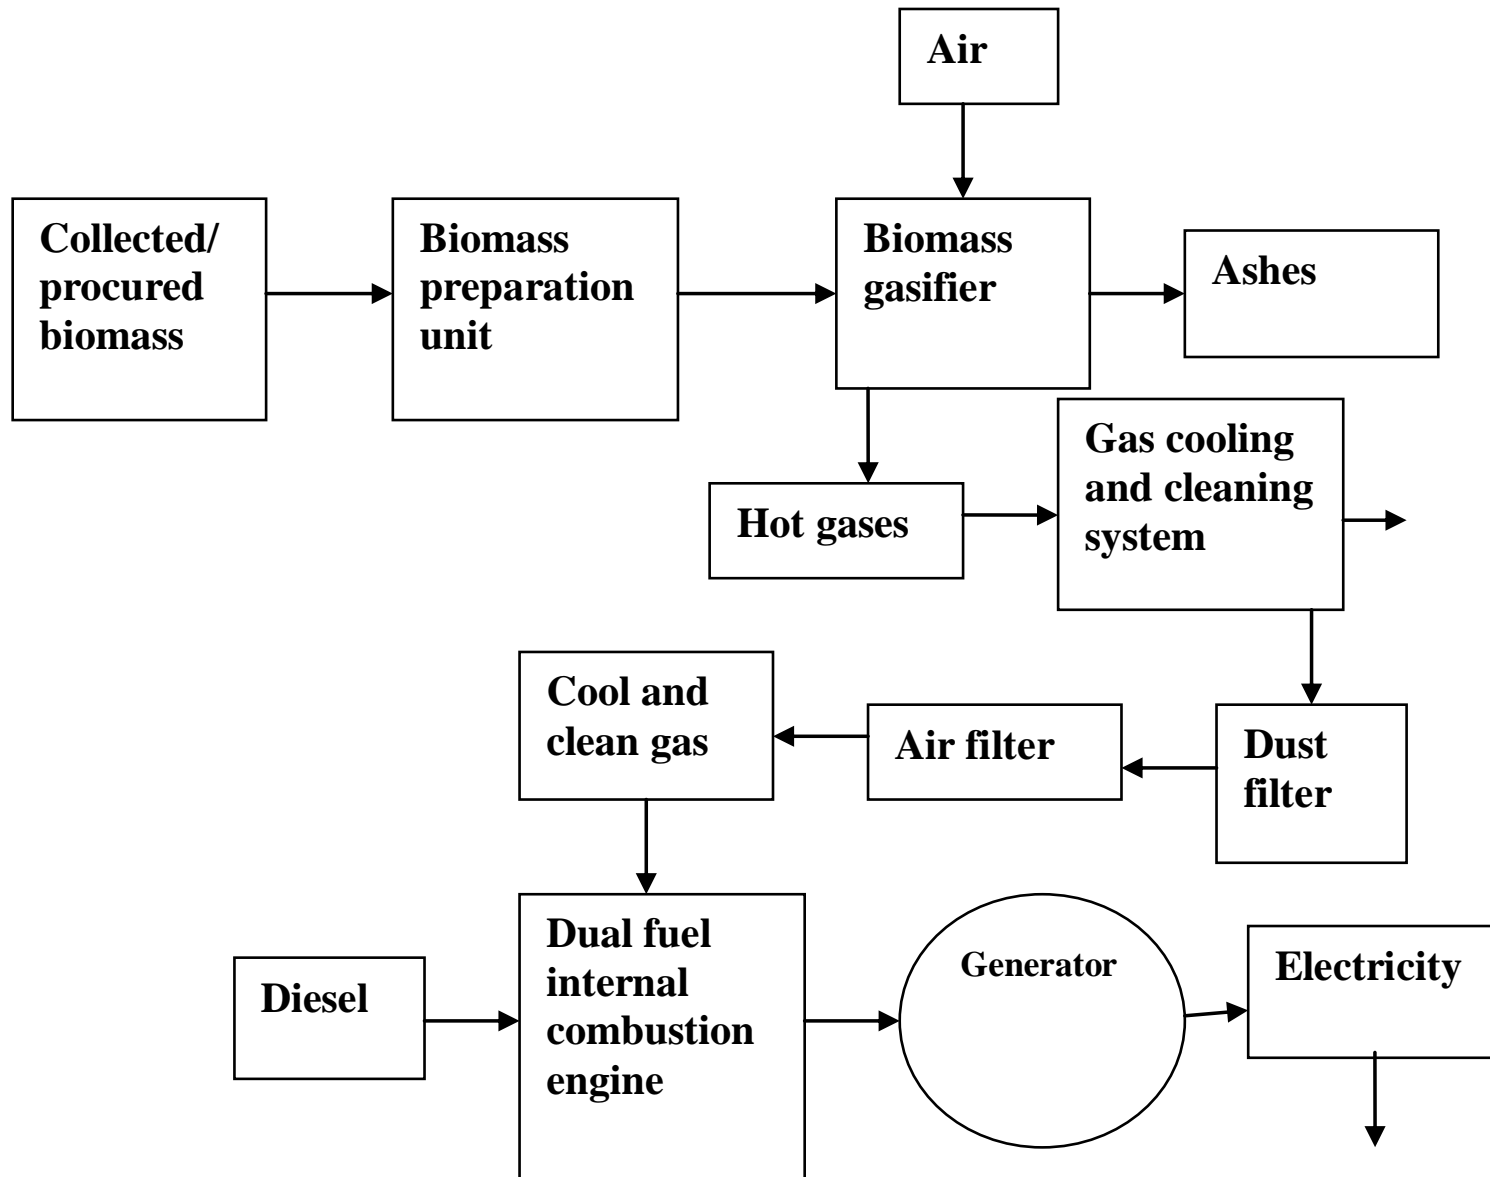 Air
Collected/
procured
biomass
Biomass
preparation
unit
Biomass
gasifier
Ashes
Gas cooling
and cleaning
system
Hot gases
Cool and
clean gas
Air filter
Dust
filter
Diesel
Dual fuel
internal
combustion
engine
Generator
Electricity